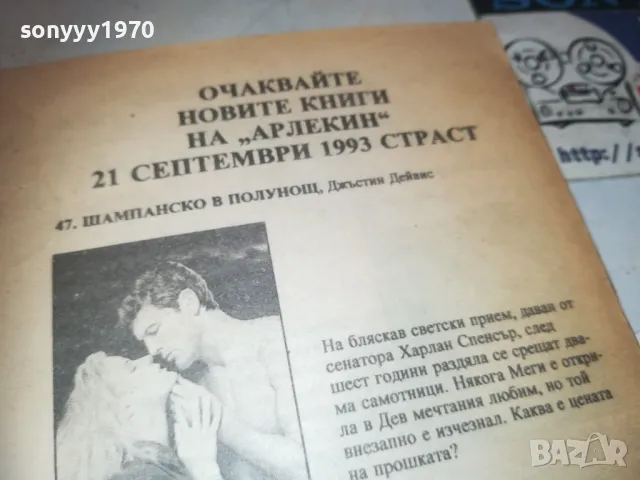 sonyyy1970
ОЧАКВАЙТЕ
НОВИТЕ КНИГИ
НА „АРЛЕКИН“
21 СЕПТЕМВРИ 1993 СТРАСТ
47. ШАМПАНСКО В ПОЛУНОЩ, Джъстин Дейвис
На бляскав светски прием, даван от
сенатора Харлан Спенсър, след
шест години раздяла се срещат два-
ма самотници. Някога Меги е откри-
ла в Дев мечтания любим, но той
внезапно е изчезнал. Каква е цената
на прошката?
http://
BAZAR